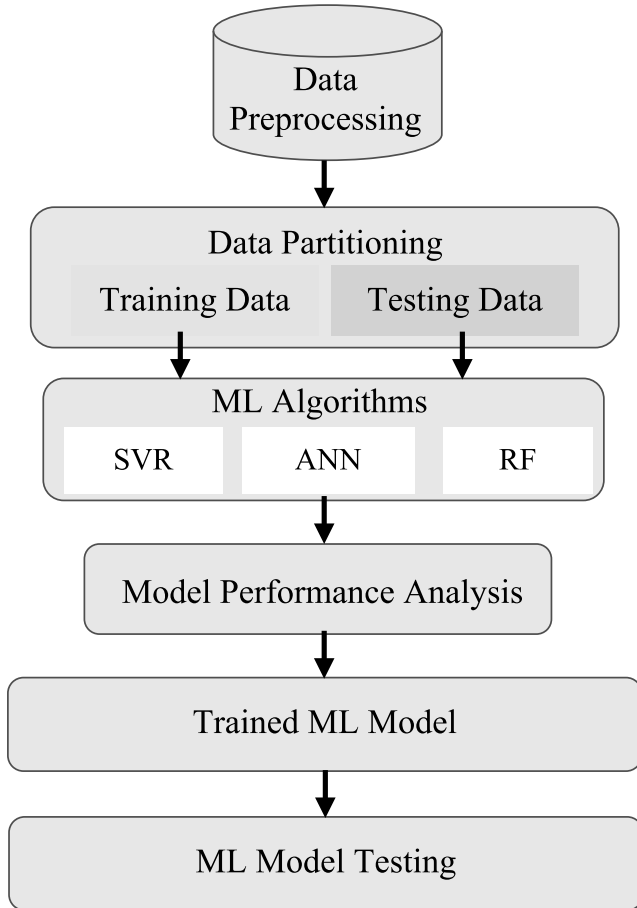 Data
Preprocessing
Data Partitioning
Training Data
Testing Data
ML Algorithms
SVR
ANN
RF
Model Performance Analysis
Trained ML Model
ML Model Testing